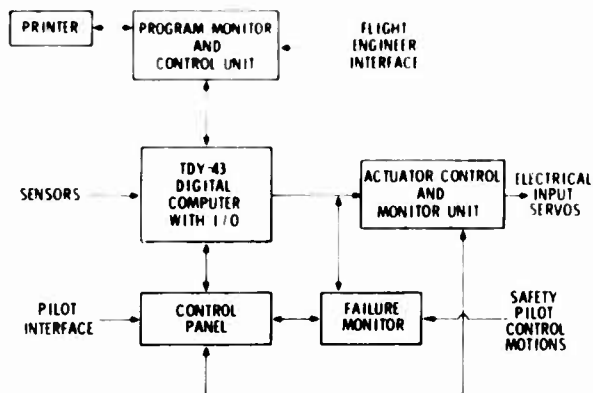 PRINTER
PROGRAM MONITOR
AND
CONTROL UNIT
FLIGHT
ENGINEER
INTERFACE
SENSORS
TDY-43
DIGITAL
COMPUTER
WITH I/O
ACTUATOR CONTROL
AND
MONITOR UNIT
ELECTRICAL
INPUT
SERVOS
PILOT
INTERFACE
CONTROL
PANEL
FAILURE
MONITOR
SAFETY
PILOT
CONTROL
MOTIONS